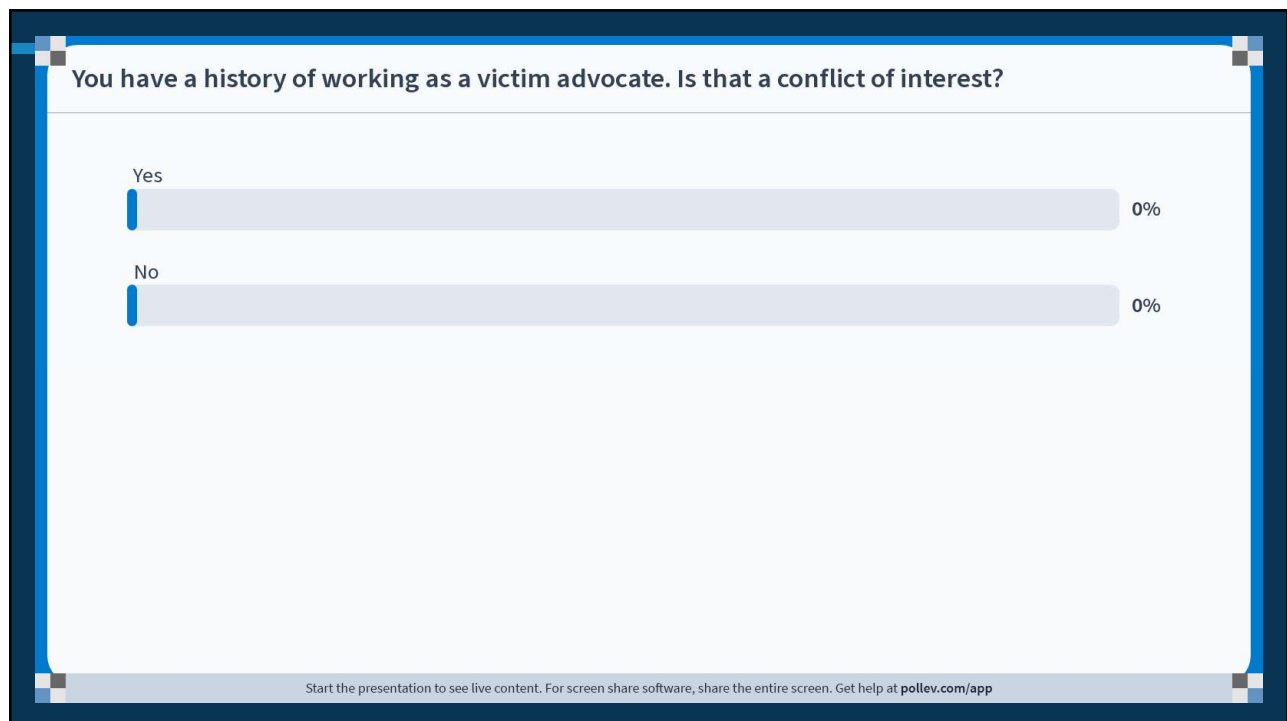 You have a history of working as a victim advocate. Is that a conflict of interest?
Yes
0%
No
0%
Start the presentation to see live content. For screen share software, share the entire screen. Get help at pollev.com/app